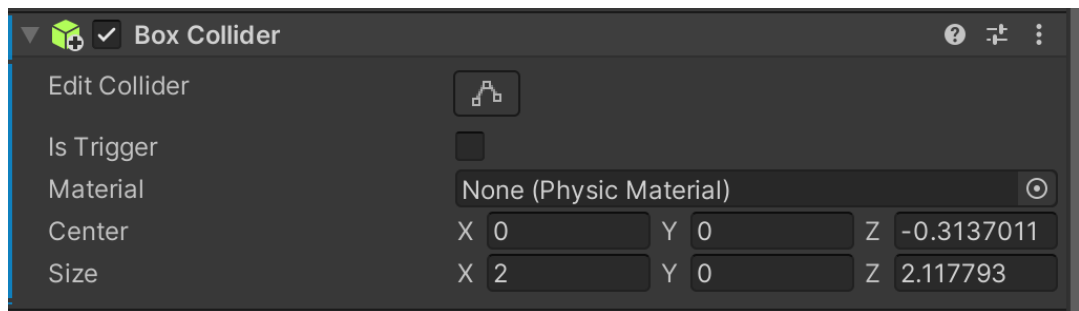 Box Collider
Edit Collider
Is Trigger
Material None (Physic Material)
Center X 0 Y 0 Z -0.3137011
Size X 2 Y 0 Z 2.117793